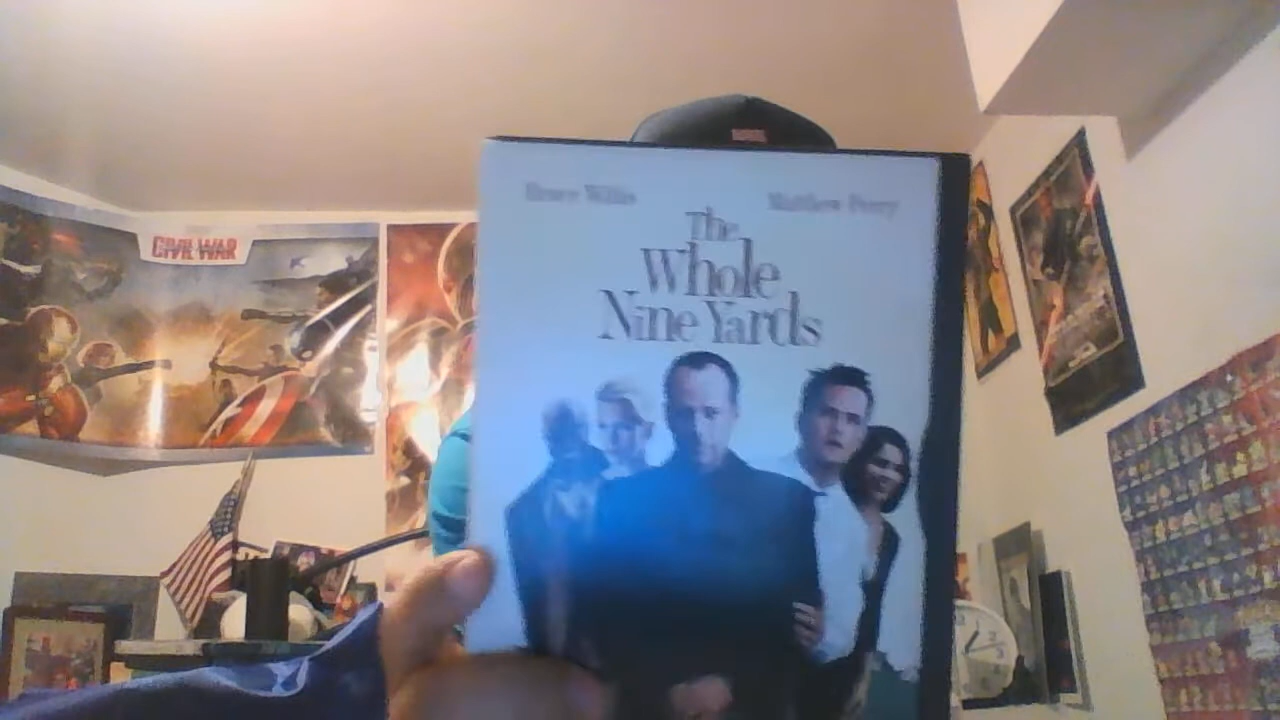 CIVIL WAR
Bruce Willis Matthew Perry
The
Whole
Nine Yards